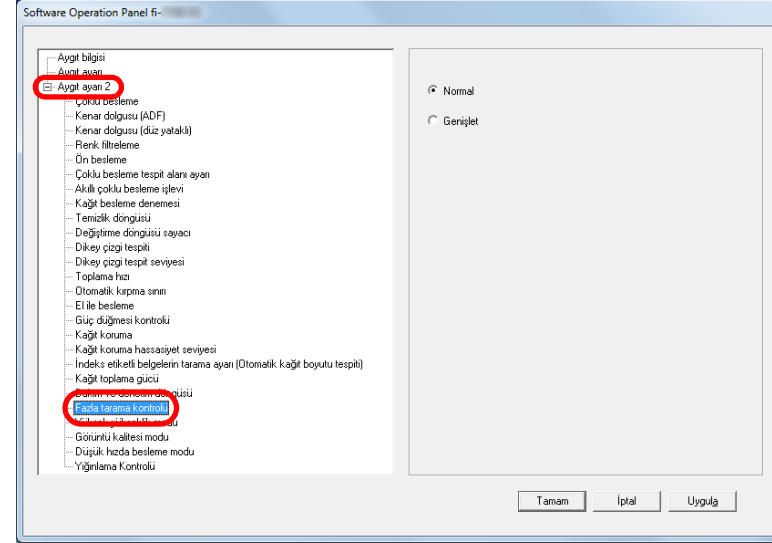 Software Operation Panel fi-
Aygıt bilgisi
Aygıt ayarı
Aygıt ayarı 2
Çoklu besleme
Kenar dolgusu (ADF)
Kenar dolgusu (düz yataklı)
Renk filtreleme
Ön besleme
Çoklu besleme tespit alanı ayarı
Akıllı çoklu besleme işlevi
Kağıt besleme denemesi
Temizlik döngüsü
Değiştirme döngüsü sayacı
Dikey çizgi tespiti
Dikey çizgi tespit seviyesi
Toplama hızı
Otomatik kırpma sınırı
El ile besleme
Güç düğmesi kontrolü
Kağıt koruma
Kağıt koruma hassasiyet seviyesi
İndeks etiketli belgelerin tarama ayarı (Otomatik kağıt boyutu tespiti)
Kağıt toplama gücü
Bakım ve denetim döngüsü
Fazla tarama kontrolü
Görüntü kalitesi modu
Düşük hızda besleme modu
Yığınlama Kontrolü
Normal
Genişlet
Tamam
İptal
Uygula